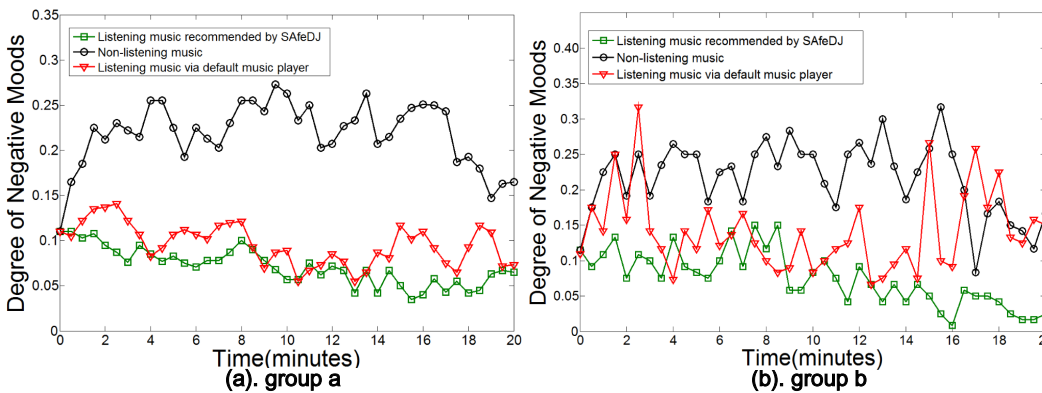 0.35
0.3
0.25
0.2
0.15
0.1
0.05
0
Degree of Negative Moods
Listening music recommended by SAfeDJ
Non-listening music
Listening music via default music player
0 2 4 6 8 10 12 14 16 18 20
Time(minutes)
(a). group a
0.40
0.35
0.3
0.25
0.2
0.15
0.1
0.05
0
Degree of Negative Moods
Listening music recommended by SAfeDJ
Non-listening music
Listening music via default music player
0 2 4 6 8 10 12 14 16 18 2
Time(minutes)
(b). group b